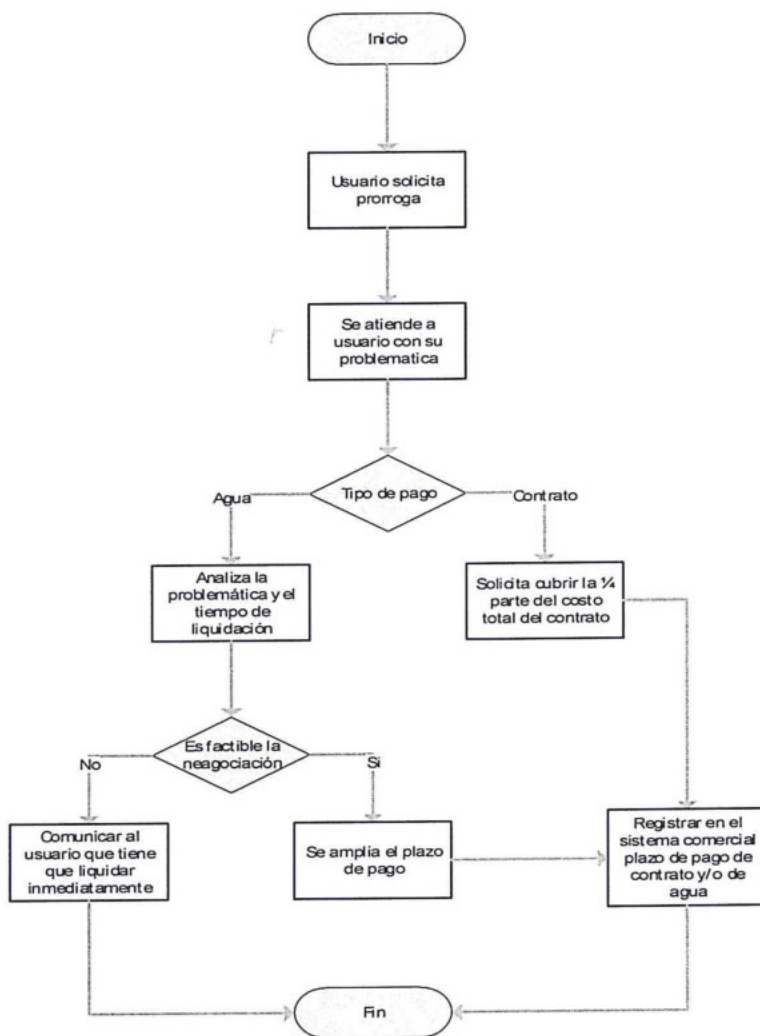 Inicio
Usuario solicita
prorroga
Se atiende a
usuario con su
problematica
Tipo de pago
Agua
Contrato
Analiza la
problemática y el
tiempo de
liquidación
Solicita cubrir la ¼
parte del costo
total del contrato
Es factible la
neagociación
No
Si
Comunicar al
usuario que tiene
que liquidar
inmediatamente
Se amplia el plazo
de pago
Registrar en el
sistema comercial
plazo de pago de
contrato y/o de
agua
Fin